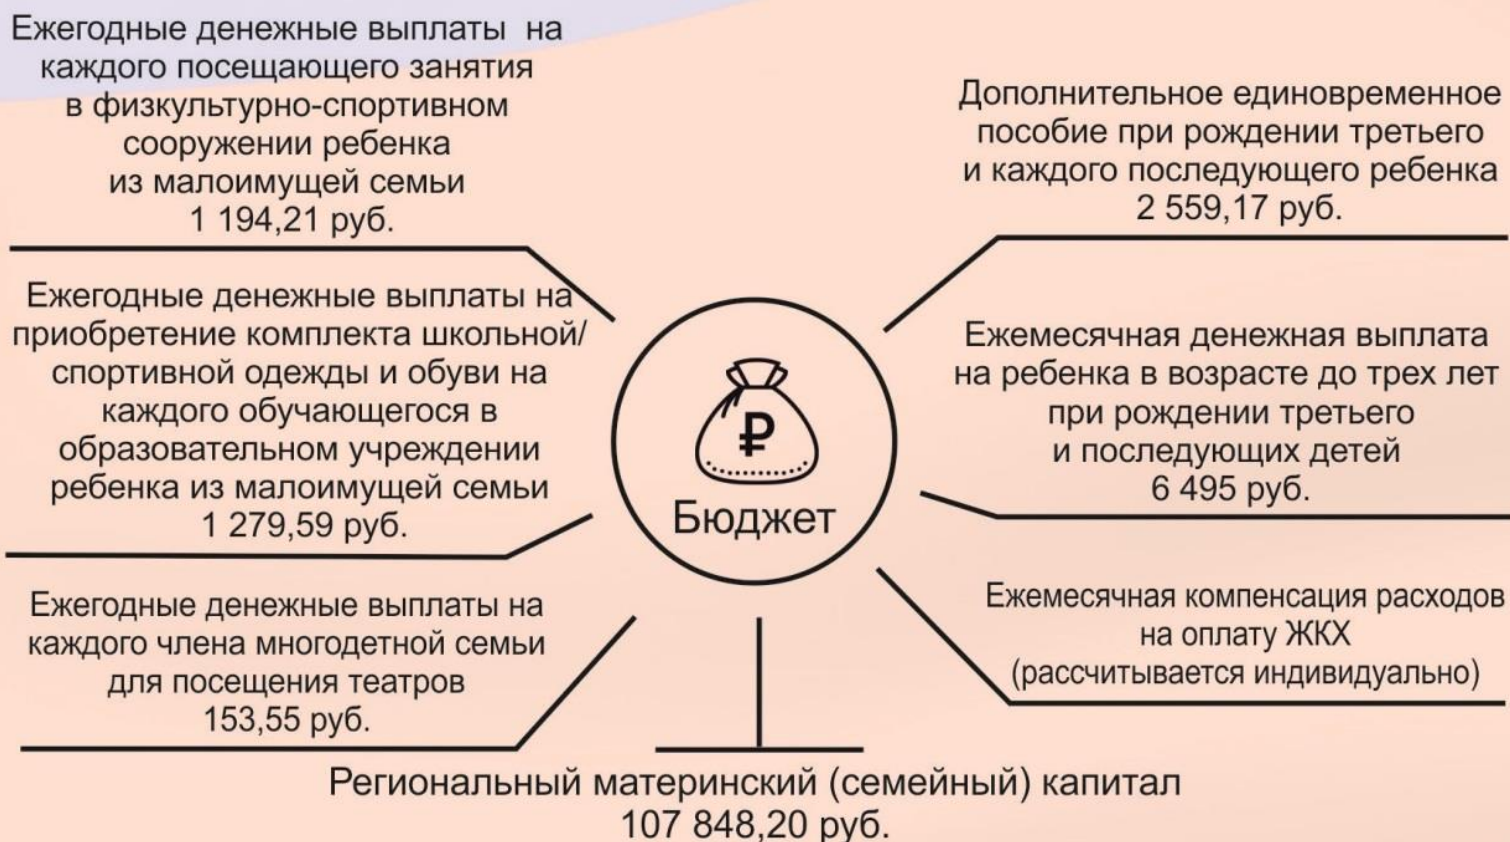 Ежегодные денежные выплаты на
каждого посещающего занятия
в физкультурно-спортивном
сооружении ребенка
из малоимущей семьи
1 194,21 руб.
Ежегодные денежные выплаты на
приобретение комплекта школьной/
спортивной одежды и обуви на
каждого обучающегося в
образовательном учреждении
ребенка из малоимущей семьи
1 279,59 руб.
Ежегодные денежные выплаты на
каждого члена многодетной семьи
для посещения театров
153,55 руб.
₽
Бюджет
Дополнительное единовременное
пособие при рождении третьего
и каждого последующего ребенка
2 559,17 руб.
Ежемесячная денежная выплата
на ребенка в возрасте до трех лет
при рождении третьего
и последующих детей
6 495 руб.
Ежемесячная компенсация расходов
на оплату ЖКХ
(рассчитывается индивидуально)
Региональный материнский (семейный) капитал
107 848,20 руб.